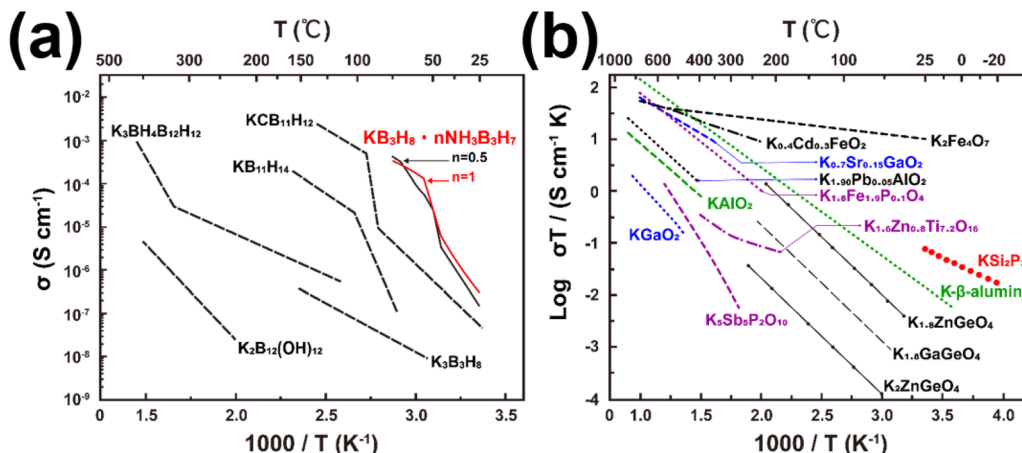 (a)
T (℃)
500
300
200
150
100
50
25
10⁻²
10⁻³
10⁻⁴
10⁻⁵
10⁻⁶
10⁻⁷
10⁻⁸
10⁻⁹
σ (S cm⁻¹)
K₃BH₄B₁₂H₁₂
KCB₁₁H₁₂
KB₁₁H₁₄
KB₃H₈・nNH₃B₃H₇
n=0.5
n=1
K₂B₁₂(OH)₁₂
K₃B₃H₈
0
1.5
2.0
2.5
3.0
3.5
1000 / T (K⁻¹)
(b)
T (℃)
1000
600
400
300
200
100
25
0
-20
2
1
0
-1
-2
-4
Log σT / (S cm⁻¹ K)
K₂Fe₄O₇
K₀.₄Cd₀.₃FeO₂
K₀.₇Sr₀.₁₅GaO₂
K₁.₉₀Pb₀.₀₅AlO₂
K₁.₈Fe₁.₉P₀.₁O₄
KAlO₂
K₁.₆Zn₀.₈Ti₇.₂O₁₆
KGaO₂
KSi₂P₃
K-β-alumin
K₅Sb₅P₂O₁₀
K₁.₈ZnGeO₄
K₁.₈GaGeO₄
K₂ZnGeO₄
0
1.0
1.5
2.0
2.5
3.0
3.5
4.0
1000 / T (K⁻¹)